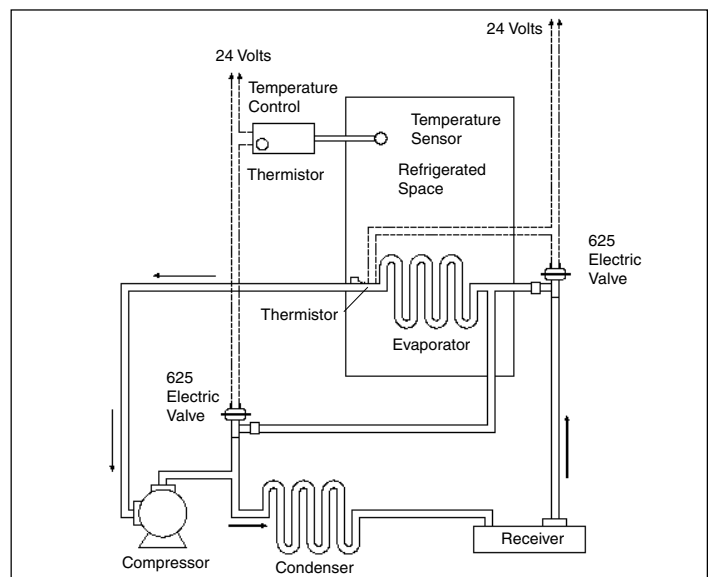 24 Volts
24 Volts
Temperature
Control
Temperature
Sensor
Thermistor
Refrigerated
Space
625
Electric
Valve
Thermistor
Evaporator
625
Electric
Valve
Compressor
Condenser
Receiver